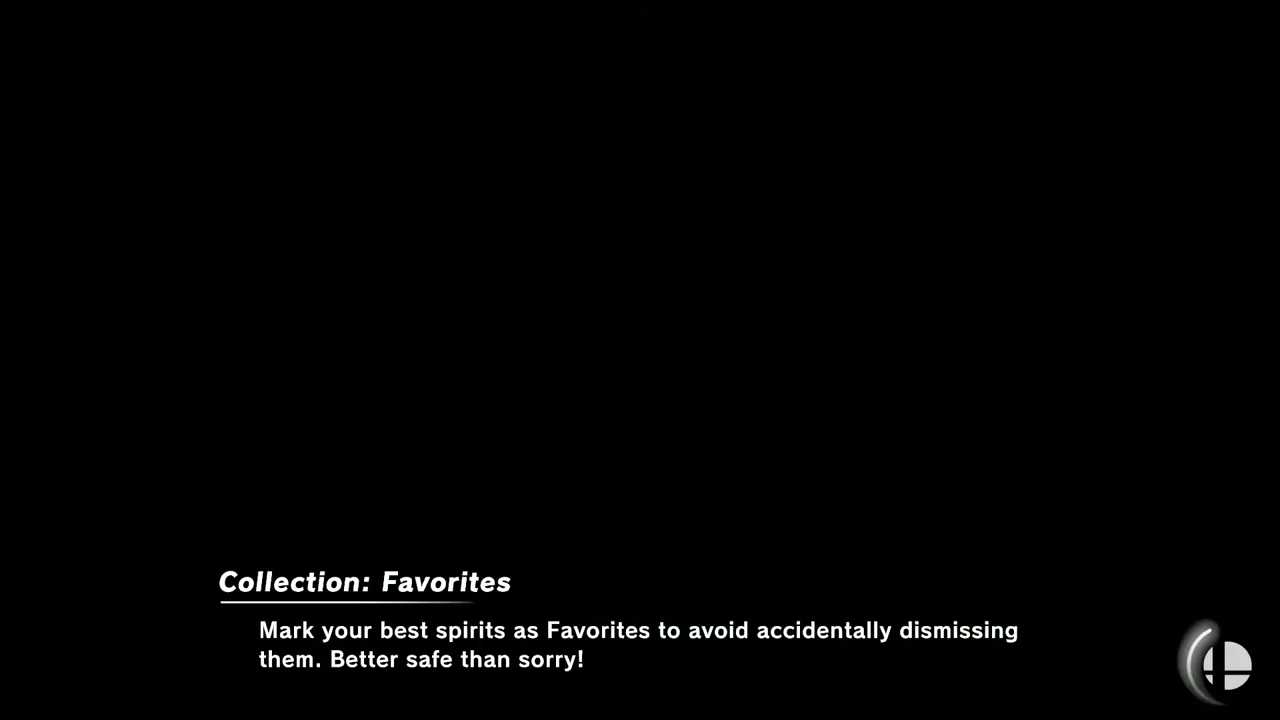 Collection: Favorites
Mark your best spirits as Favorites to avoid accidentally dismissing
them. Better safe than sorry!